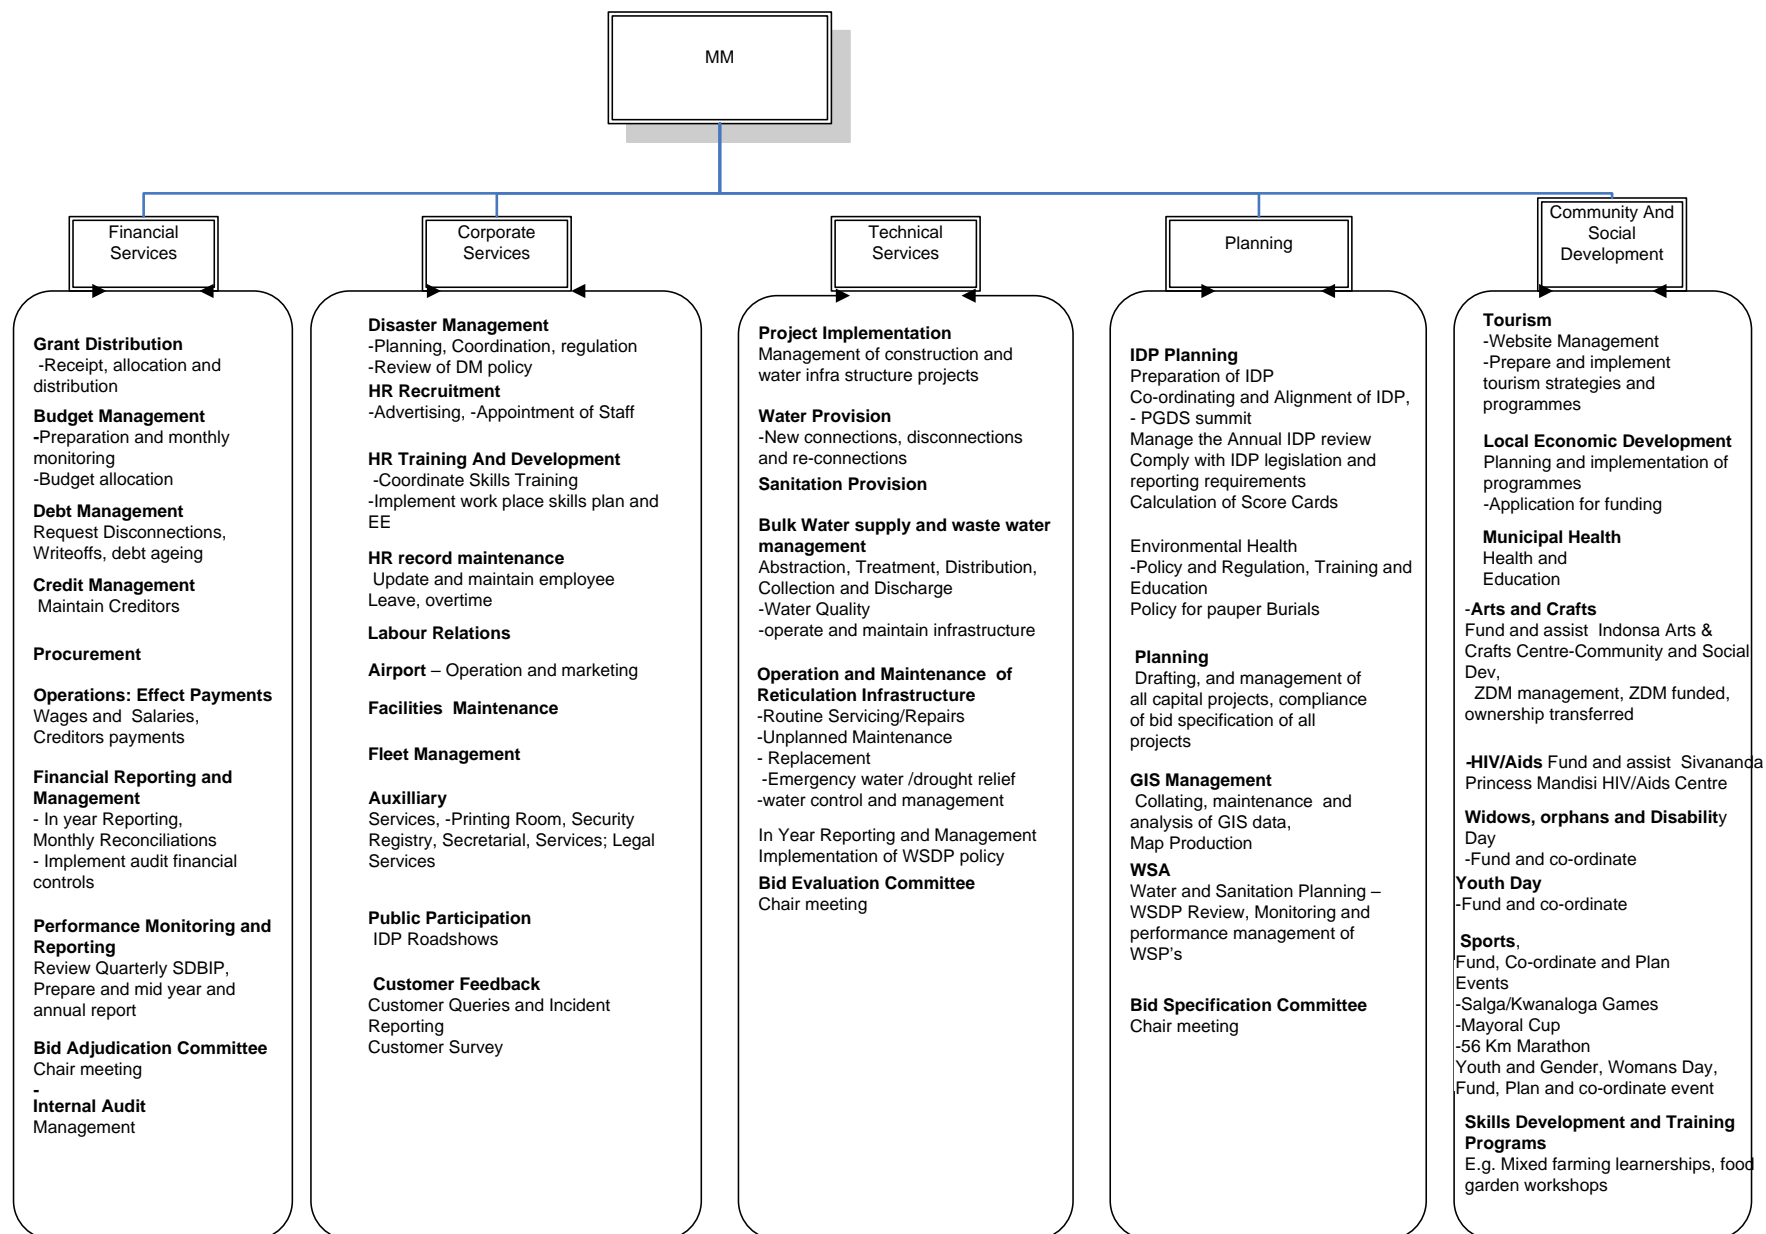 MM
Financial
Services
Corporate
Services
Technical
Services
Planning
Community And
Social
Development
Grant Distribution
-Receipt, allocation and
distribution
Budget Management
-Preparation and monthly
monitoring
-Budget allocation
Debt Management
Request Disconnections,
Writeoffs, debt ageing
Credit Management
Maintain Creditors
Procurement
Operations: Effect Payments
Wages and Salaries,
Creditors payments
Financial Reporting and
Management
- In year Reporting,
Monthly Reconciliations
- Implement audit financial
controls
Performance Monitoring and
Reporting
Review Quarterly SDBIP,
Prepare and mid year and
annual report
Bid Adjudication Committee
Chair meeting
-
Internal Audit
Management
Disaster Management
-Planning, Coordination, regulation
-Review of DM policy
HR Recruitment
-Advertising, -Appointment of Staff
HR Training And Development
-Coordinate Skills Training
-Implement work place skills plan and
EE
HR record maintenance
Update and maintain employee
Leave, overtime
Labour Relations
Airport – Operation and marketing
Facilities Maintenance
Fleet Management
Auxilliary
Services, -Printing Room, Security
Registry, Secretarial, Services; Legal
Services
Public Participation
IDP Roadshows
Customer Feedback
Customer Queries and Incident
Reporting
Customer Survey
Project Implementation
Management of construction and
water infra structure projects
Water Provision
-New connections, disconnections
and re-connections
Sanitation Provision
Bulk Water supply and waste water
management
Abstraction, Treatment, Distribution,
Collection and Discharge
-Water Quality
-operate and maintain infrastructure
Operation and Maintenance of
Reticulation Infrastructure
-Routine Servicing/Repairs
-Unplanned Maintenance
- Replacement
-Emergency water /drought relief
-water control and management
In Year Reporting and Management
Implementation of WSDP policy
Bid Evaluation Committee
Chair meeting
IDP Planning
Preparation of IDP
Co-ordinating and Alignment of IDP,
- PGDS summit
Manage the Annual IDP review
Comply with IDP legislation and
reporting requirements
Calculation of Score Cards
Environmental Health
-Policy and Regulation, Training and
Education
Policy for pauper Burials
Planning
Drafting, and management of
all capital projects, compliance
of bid specification of all
projects
GIS Management
Collating, maintenance and
analysis of GIS data,
Map Production
WSA
Water and Sanitation Planning –
WSDP Review, Monitoring and
performance management of
WSP's
Bid Specification Committee
Chair meeting
Tourism
-Website Management
-Prepare and implement
tourism strategies and
programmes
Local Economic Development
Planning and implementation of
programmes
-Application for funding
Municipal Health
Health and
Education
-Arts and Crafts
Fund and assist Indonsa Arts &
Crafts Centre-Community and Social
Dev,
ZDM management, ZDM funded,
ownership transferred
-HIV/Aids Fund and assist Sivananda
Princess Mandisi HIV/Aids Centre
Widows, orphans and Disability
Day
-Fund and co-ordinate
Youth Day
-Fund and co-ordinate
Sports,
Fund, Co-ordinate and Plan
Events
-Salga/Kwanaloga Games
-Mayoral Cup
-56 Km Marathon
Youth and Gender, Womans Day,
Fund, Plan and co-ordinate event
Skills Development and Training
Programs
E.g. Mixed farming learnerships, food
garden workshops